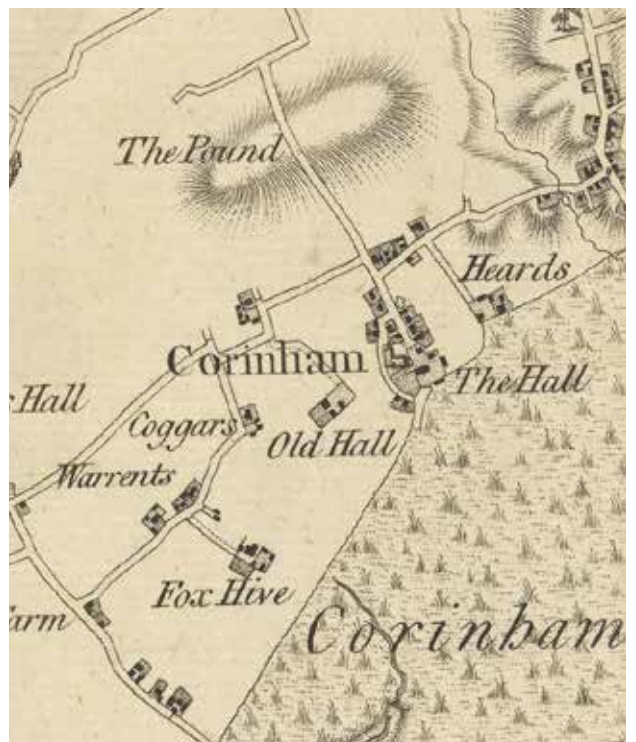 The Pound
Heards
Corinham
The Hall
Hall
Coggars
Old Hall
Warrents
Fox Hive
arm
Corinham